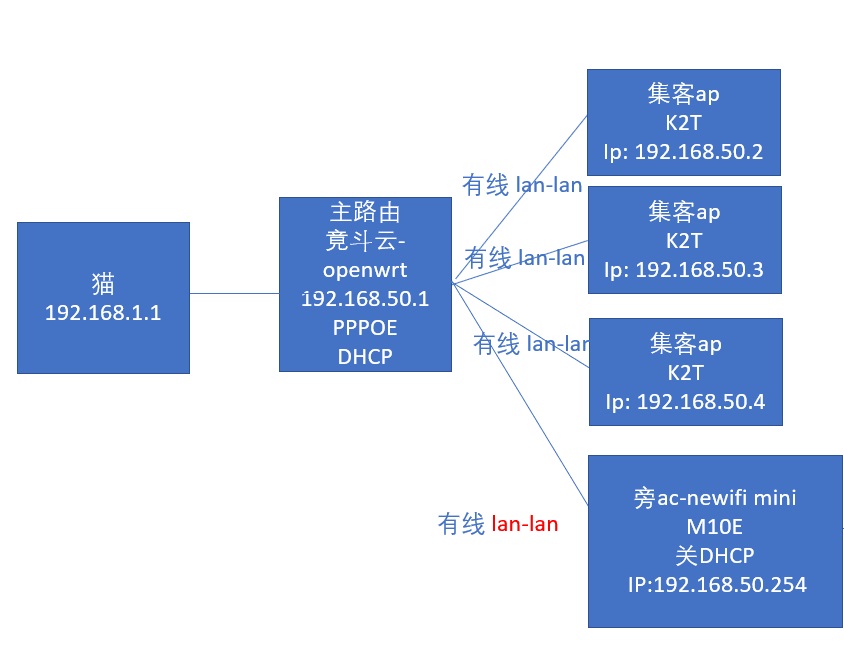 猫
192.168.1.1
主路由
竟斗云-
openwrt
192.168.50.1
PPPOE
DHCP
有线 lan-lan
有线 lan-lan
有线 lan-lan
有线 lan-lan
集客ap
K2T
Ip: 192.168.50.2
集客ap
K2T
Ip: 192.168.50.3
集客ap
K2T
Ip: 192.168.50.4
旁ac-newifi mini
M10E
关DHCP
IP:192.168.50.254